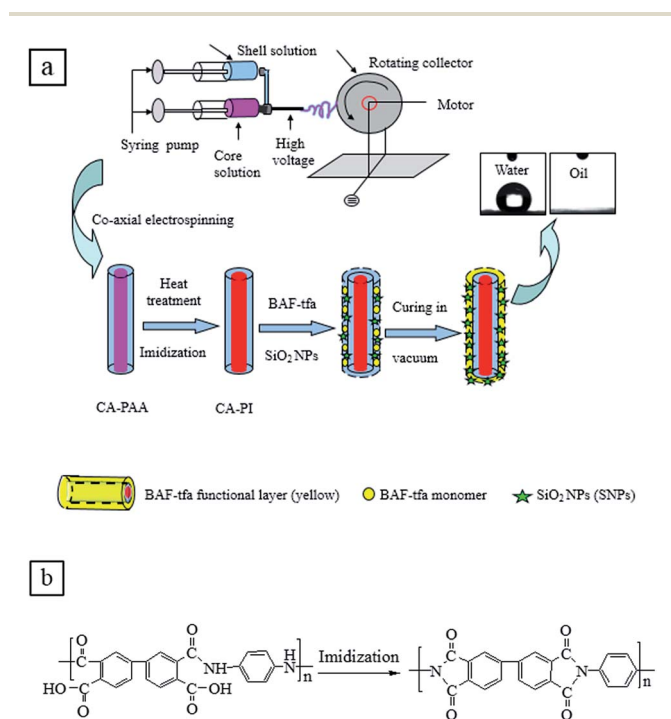 a
Shell solution
Rotating collector
Motor
Syring pump
Core
solution
High
voltage
Water
Oil
Co-axial electrospinning
Heat
treatment
Imidization
BAF-tfa
SiO2 NPs
Curing in
vacuum
CA-PAA
CA-PI
BAF-tfa functional layer (yellow)
BAF-tfa monomer
SiO2 NPs (SNPs)
b
O
O
C
C
NH
H
N
n
HO
C
O
C
OH
O
Imidization
O
O
N
N
n
O
O